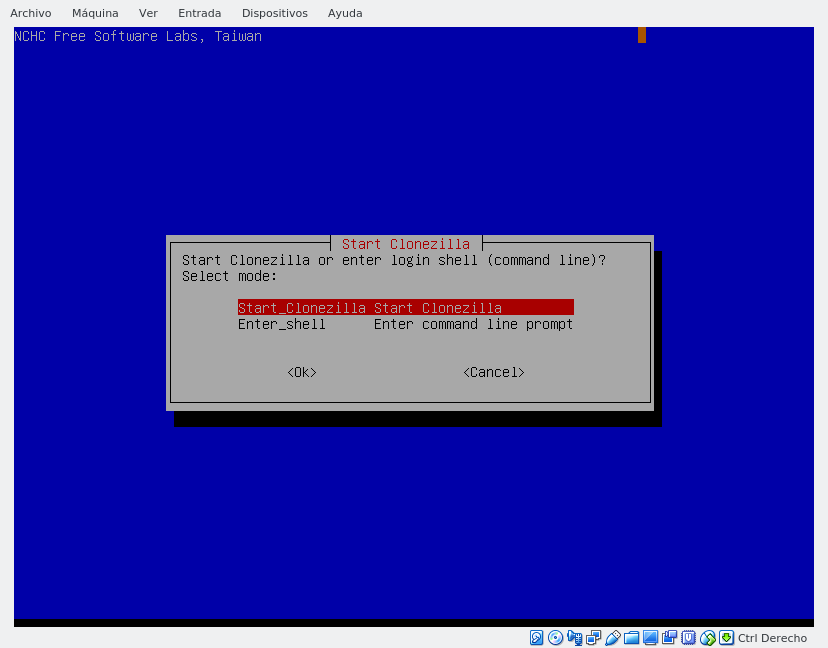 Archivo Máquina Ver Entrada Dispositivos Ayuda
NCHC Free Software Labs, Taiwan
Start Clonezilla
Start Clonezilla or enter login shell (command line)?
Select mode:
Start_Clonezilla Start Clonezilla
Enter_shell Enter command line prompt
<Ok> <Cancel>
Ctrl Derecho